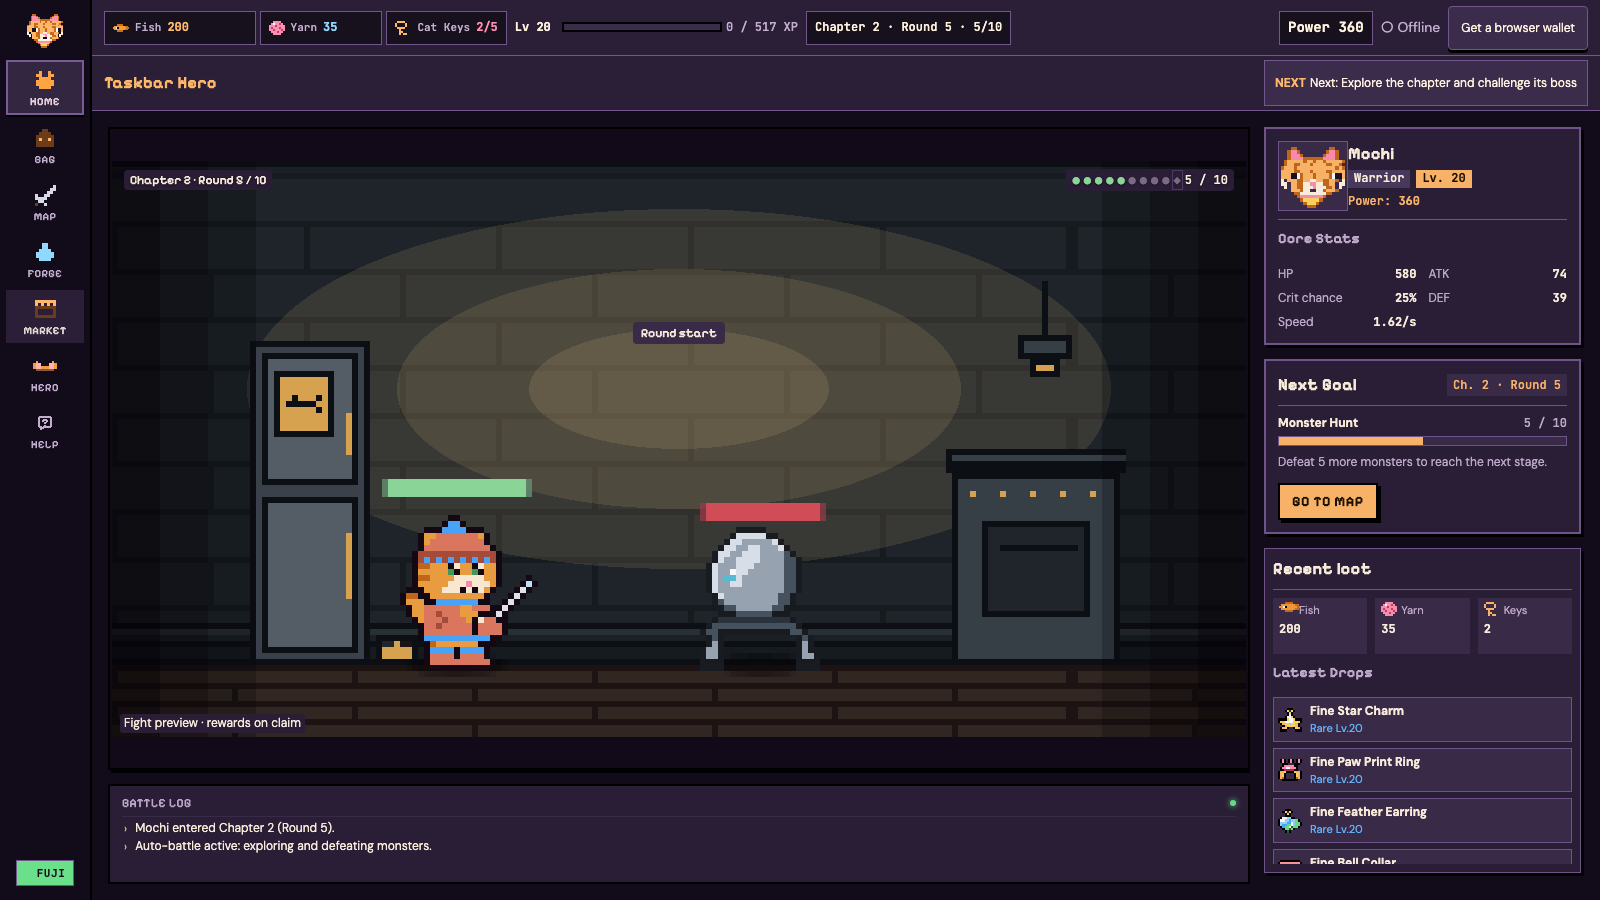 Fish 200
Yarn 35
Cat Keys 2/5
Lv 20
0 / 517 XP
Chapter 2 · Round 5 · 5/10
Power 360
Offline
Get a browser wallet
Taskbar Hero
NEXT Next: Explore the chapter and challenge its boss
HOME
BAG
MAP
FORGE
MARKET
HERO
HELP
FUJI
Chapter 2 · Round 5 / 10
5 / 10
Round start
Fight preview · rewards on claim
BATTLE LOG
› Mochi entered Chapter 2 (Round 5).
› Auto-battle active: exploring and defeating monsters.
Mochi
Warrior Lv. 20
Power: 360
Core Stats
HP 580 ATK 74
Crit chance 25% DEF 39
Speed 1.62/s
Next Goal
Ch. 2 · Round 5
Monster Hunt 5 / 10
Defeat 5 more monsters to reach the next stage.
GO TO MAP
Recent loot
Fish
200
Yarn
35
Keys
2
Latest Drops
Fine Star Charm
Rare Lv.20
Fine Paw Print Ring
Rare Lv.20
Fine Feather Earring
Rare Lv.20
Fine Bell Collar